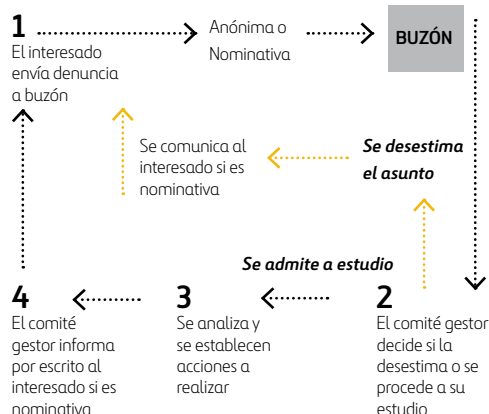 1
El interesado
envía denuncia
a buzón
Anónima o
Nominativa
BUZÓN
Se comunica al
interesado si es
nominativa
Se desestima
el asunto
Se admite a estudio
4
El comité
gestor informa
por escrito al
interesado si es
nominativa
3
Se analiza y
se establecen
acciones a
realizar
2
El comité gestor
decide si la
desestima o se
procede a su
estudio